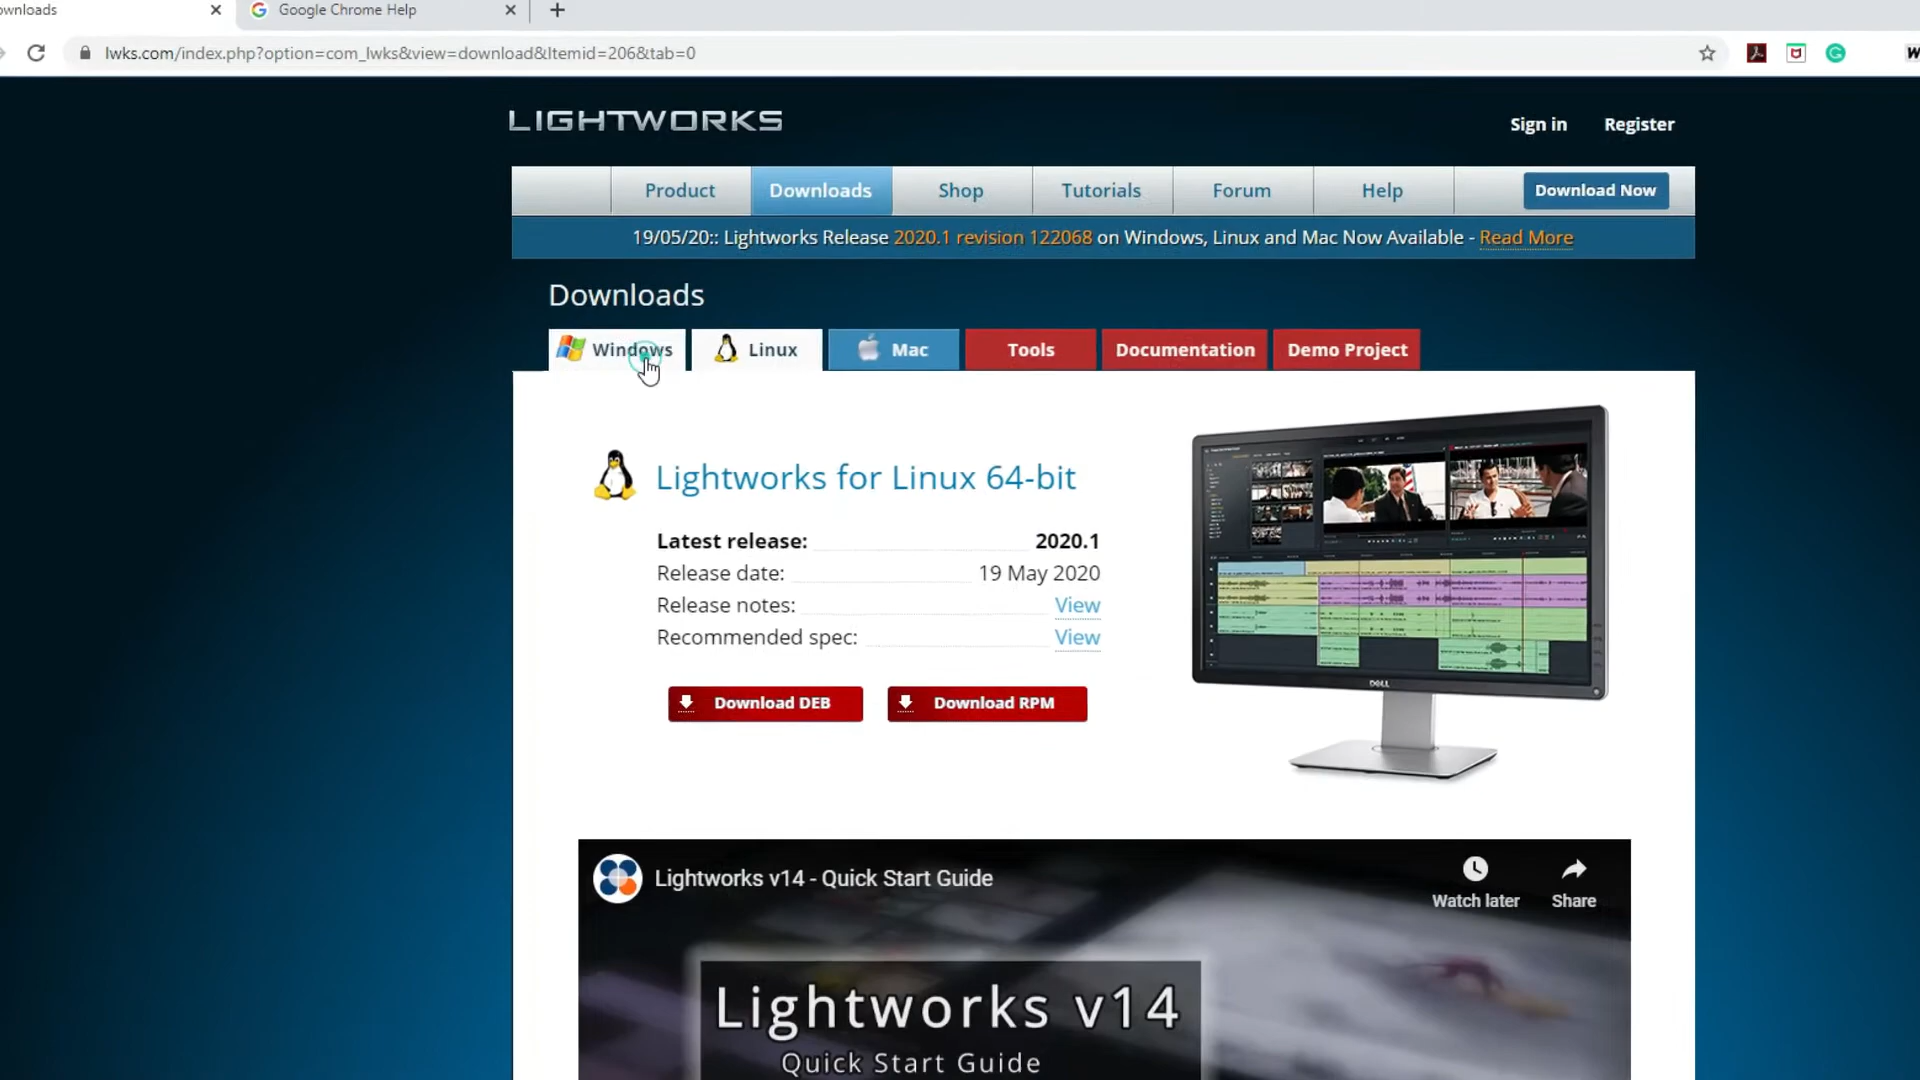 ownloads
Google Chrome Help
lwks.com/index.php?option=com_lwks&view=download&Itemid=206&tab=0
LIGHTWORKS
Sign in Register
Product Downloads Shop Tutorials Forum Help Download Now
19/05/20:: Lightworks Release 2020.1 revision 122068 on Windows, Linux and Mac Now Available - Read More
Downloads
Windows Linux Mac Tools Documentation Demo Project
Lightworks for Linux 64-bit
Latest release: 2020.1
Release date: 19 May 2020
Release notes: View
Recommended spec: View
Download DEB Download RPM
DELL
Lightworks v14 - Quick Start Guide
Watch later
Share
Lightworks v14
Quick Start Guide